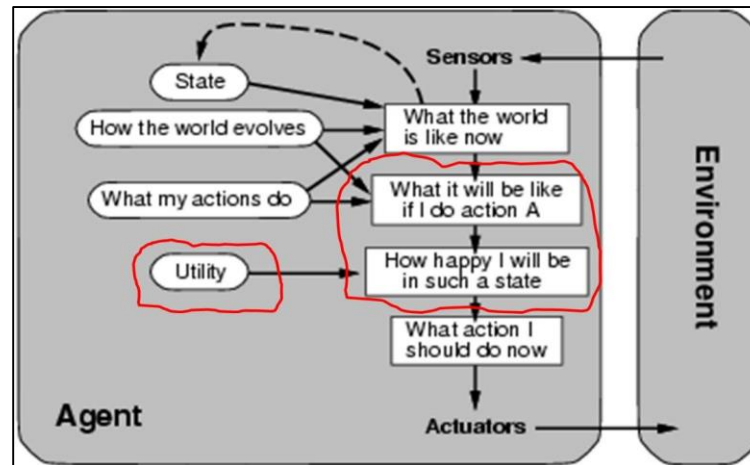 Sensors
State
What the world
is like now
How the world evolves
What it will be like
if I do action A
What my actions do
Utility
How happy I will be
in such a state
What action I
should do now
Agent
Actuators
Environment